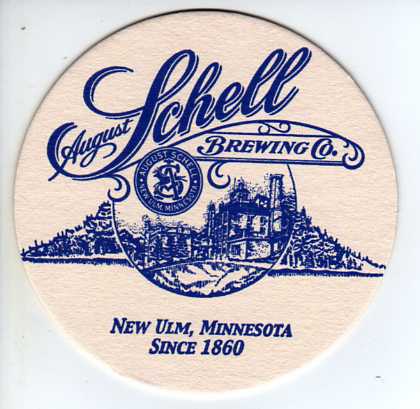 August Schell
Brewing Co.
AUGUST SCHELL
NEW ULM, MINNESOTA
New Ulm, Minnesota
Since 1860